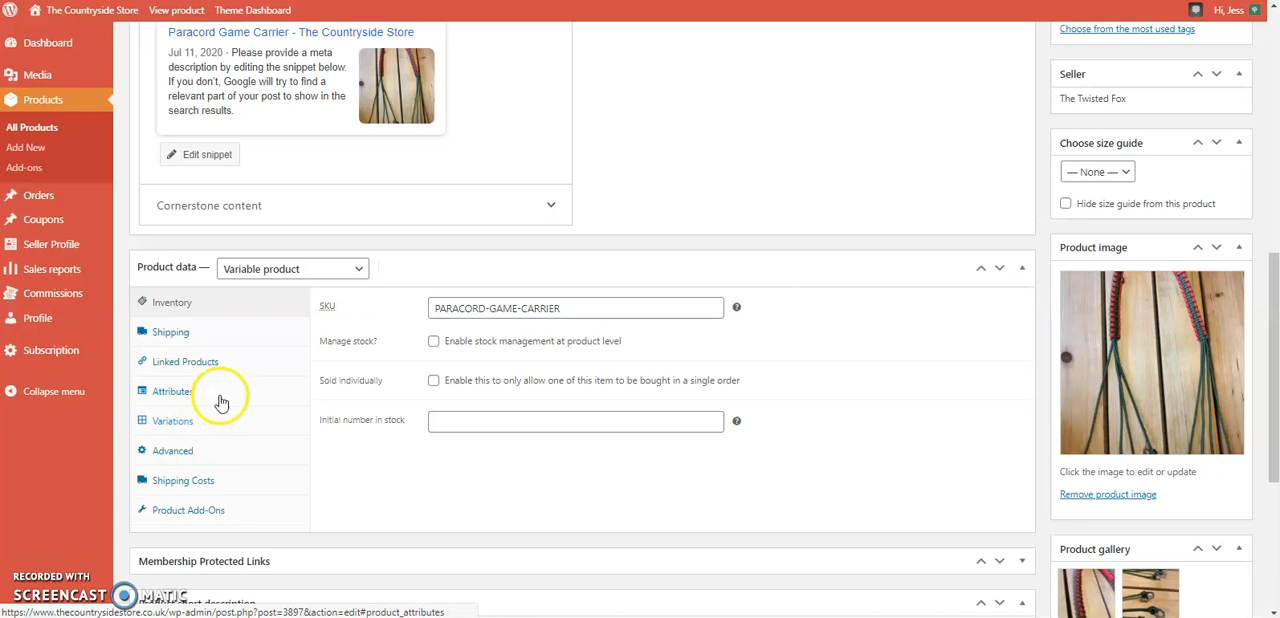 The Countryside Store
View product
Theme Dashboard
Hi, Jess
Dashboard
Media
Products
All Products
Add New
Add-ons
Orders
Coupons
Seller Profile
Sales reports
Commissions
Profile
Subscription
Collapse menu
Paracord Game Carrier - The Countryside Store
Jul 11, 2020 · Please provide a meta
description by editing the snippet below.
If you don't, Google will try to find a
relevant part of your post to show in the
search results.
Edit snippet
Cornerstone content
Product data —
Variable product
Inventory
Shipping
Linked Products
Attributes
Variations
Advanced
Shipping Costs
Product Add-Ons
SKU
PARACORD-GAME-CARRIER
Manage stock?
Enable stock management at product level
Sold individually
Enable this to only allow one of this item to be bought in a single order
Initial number in stock
Membership Protected Links
Choose from the most used tags
Seller
The Twisted Fox
Choose size guide
— None —
Hide size guide from this product
Product image
Click the image to edit or update
Remove product image
Product gallery
RECORDED WITH
SCREENCAST MATIC
https://www.thecountrysidestore.co.uk/wp-admin/post.php?post=3897&action=edit#product_attributes